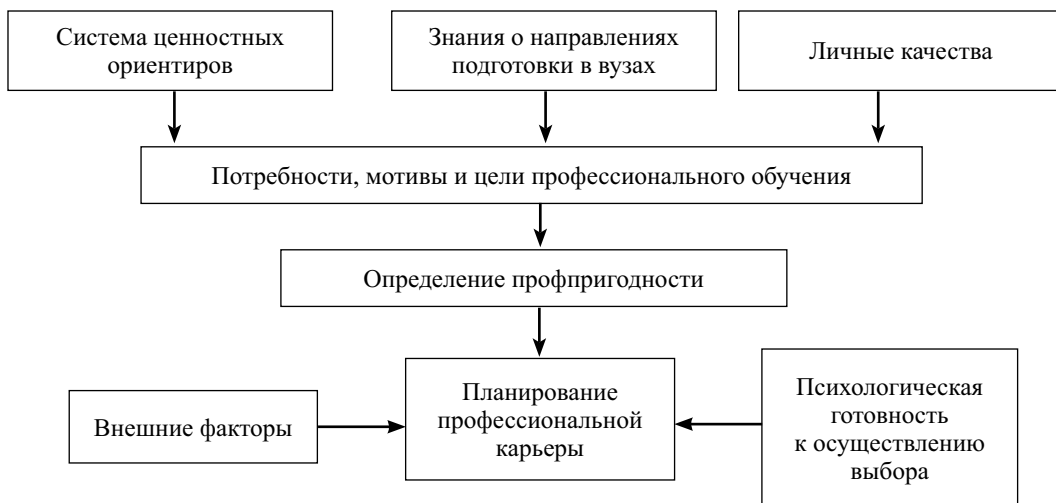 Система ценностных
ориентиров
Знания о направлениях
подготовки в вузах
Личные качества
Потребности, мотивы и цели профессионального обучения
Определение профпригодности
Внешние факторы
Планирование
профессиональной
карьеры
Психологическая
готовность
к осуществлению
выбора